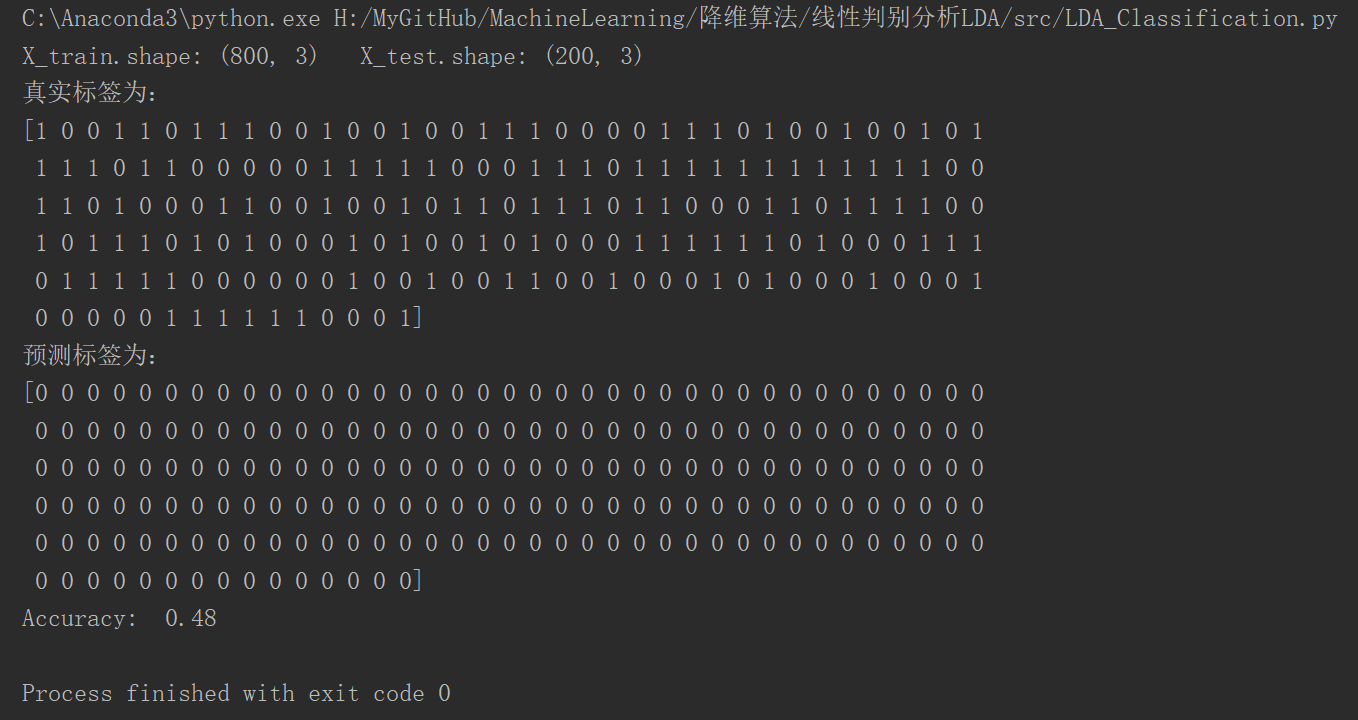 C:\Anaconda3\python.exe H:/MyGitHub/MachineLearning/降维算法/线性判别分析LDA/src/LDA_Classification.py
X_train.shape: (800, 3)   X_test.shape: (200, 3)
真实标签为：
[1 0 0 1 1 0 1 1 1 0 0 1 0 0 1 0 0 1 1 1 0 0 0 0 1 1 1 0 1 0 0 1 0 0 1 0 1
1 1 1 0 1 1 0 0 0 0 0 1 1 1 1 1 0 0 0 1 1 1 0 1 1 1 1 1 1 1 1 1 1 1 1 0 0
1 1 0 1 0 0 0 1 1 0 0 1 0 0 1 0 1 1 0 1 1 1 0 1 1 0 0 0 1 1 0 1 1 1 1 0 0
1 0 1 1 1 0 1 0 1 0 0 0 1 0 1 0 0 1 0 1 0 0 0 1 1 1 1 1 1 0 1 0 0 0 1 1 1
0 1 1 1 1 1 0 0 0 0 0 0 1 0 0 1 0 0 1 1 0 0 1 0 0 0 1 0 1 0 0 0 1 0 0 0 1
0 0 0 0 0 1 1 1 1 1 1 0 0 0 1]
预测标签为：
[0 0 0 0 0 0 0 0 0 0 0 0 0 0 0 0 0 0 0 0 0 0 0 0 0 0 0 0 0 0 0 0 0 0 0 0 0
0 0 0 0 0 0 0 0 0 0 0 0 0 0 0 0 0 0 0 0 0 0 0 0 0 0 0 0 0 0 0 0 0 0 0 0 0
0 0 0 0 0 0 0 0 0 0 0 0 0 0 0 0 0 0 0 0 0 0 0 0 0 0 0 0 0 0 0 0 0 0 0 0 0
0 0 0 0 0 0 0 0 0 0 0 0 0 0 0 0 0 0 0 0 0 0 0 0 0 0 0 0 0 0 0 0 0 0 0 0 0
0 0 0 0 0 0 0 0 0 0 0 0 0 0 0 0 0 0 0 0 0 0 0 0 0 0 0 0 0 0 0 0 0 0 0 0 0
0 0 0 0 0 0 0 0 0 0 0 0 0 0 0]
Accuracy:  0.48
Process finished with exit code 0